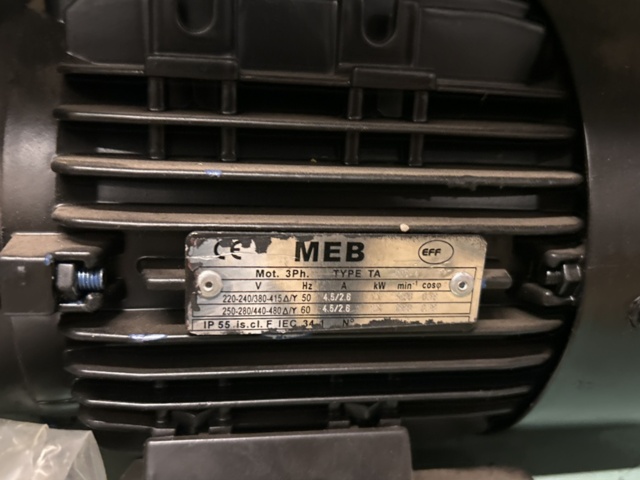 CE MEB EFF
Mot. 3Ph. TYPE TA
V Hz A kW min⁻¹ cosφ
220-240/380-415 Δ/Y 50 4.5/2.6
250-280/440-480 Δ/Y 60 4.5/2.6
IP 55 is.cl. F IEC 34-1 N°